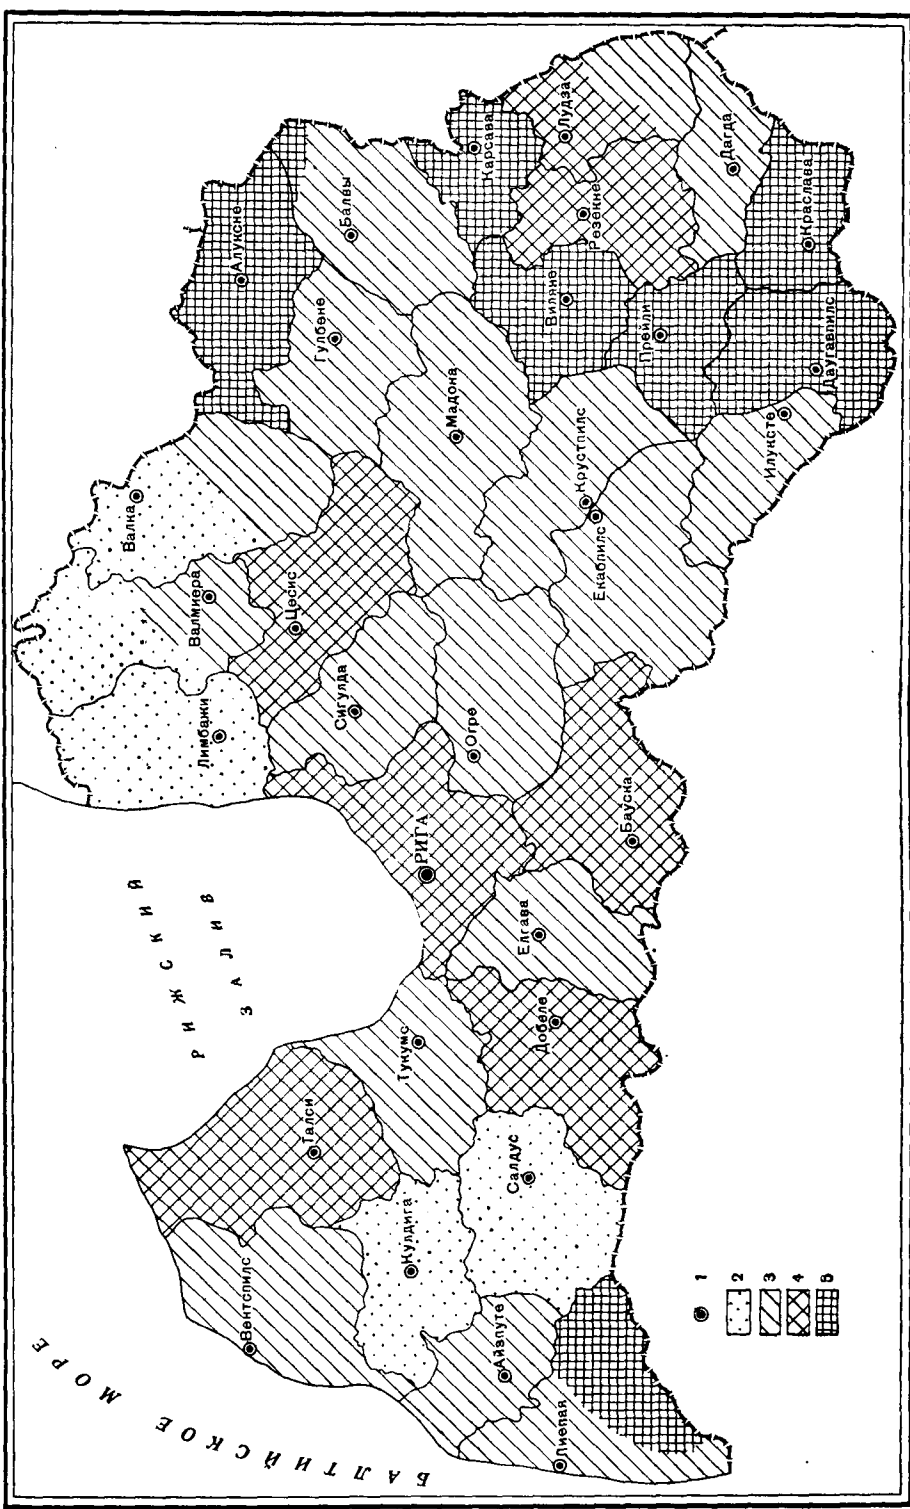 БАЛТИЙСКОЕ МОРЕ
РИЖСКИЙ
ЗАЛИВ
Вентспилс
Талси
Кулдига
Айзпуте
Лиепая
Салдус
Тукумс
Добеле
Елгава
РИГА
Бауска
Лимбажи
Валмиера
Валка
Цесис
Сигулда
Огре
Алуксне
Гулбене
Балвы
Мадона
Крустпилс
Екабпилс
Илуксте
Карсава
Лудза
Резекне
Виляне
Прейли
Дагда
Краслава
Даугавпилс
1
2
3
4
5